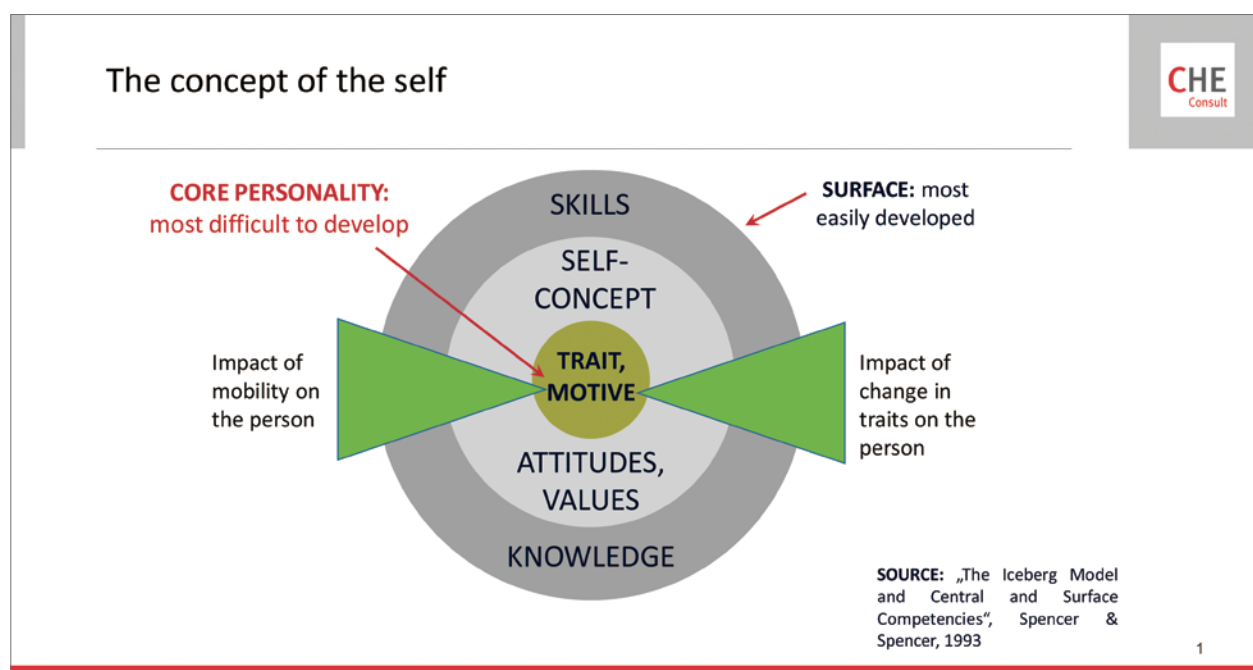 The concept of the self
CHE
Consult
CORE PERSONALITY:
most difficult to develop
SURFACE: most
easily developed
SKILLS
SELF-
CONCEPT
TRAIT,
MOTIVE
ATTITUDES,
VALUES
KNOWLEDGE
Impact of
mobility on
the person
Impact of
change in
traits on the
person
SOURCE: „The Iceberg Model
and Central and Surface
Competencies“, Spencer &
Spencer, 1993
1